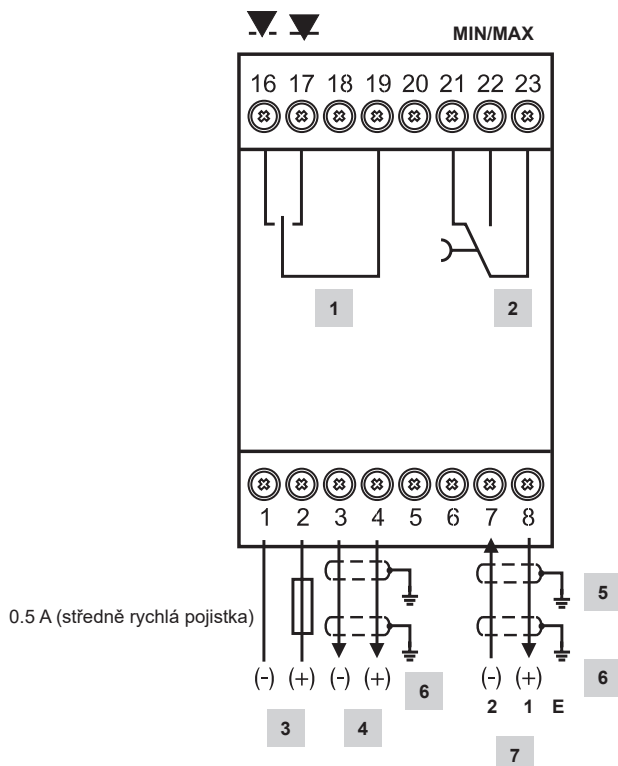 MIN/MAX
16 17 18 19 20 21 22 23
1
2
1 2 3 4 5 6 7 8
5
0.5 A (středně rychlá pojistka)
(-) (+) (-) (+) 6 (-) (+) 6
2 1 E
3 4
7